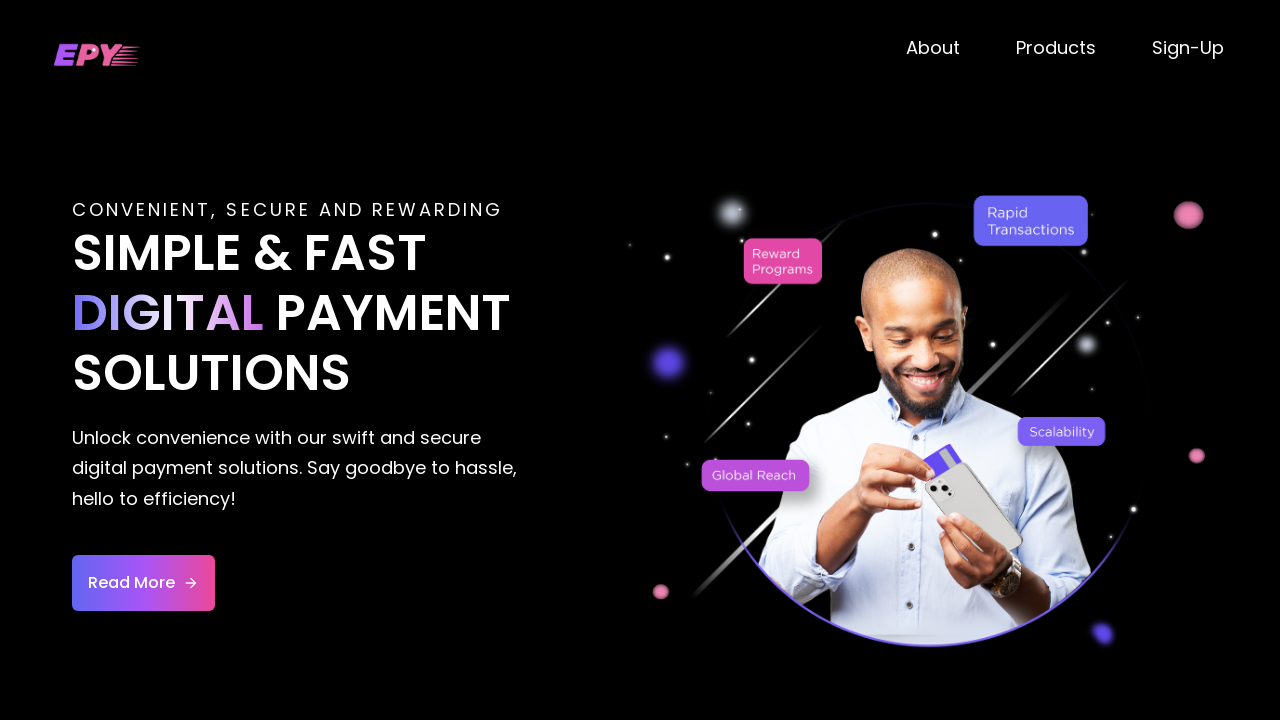 EPY
About
Products
Sign-Up
CONVENIENT, SECURE AND REWARDING
SIMPLE & FAST
DIGITAL PAYMENT
SOLUTIONS
Unlock convenience with our swift and secure
digital payment solutions. Say goodbye to hassle,
hello to efficiency!
Read More
Rapid
Transactions
Reward
Programs
Scalability
Global Reach